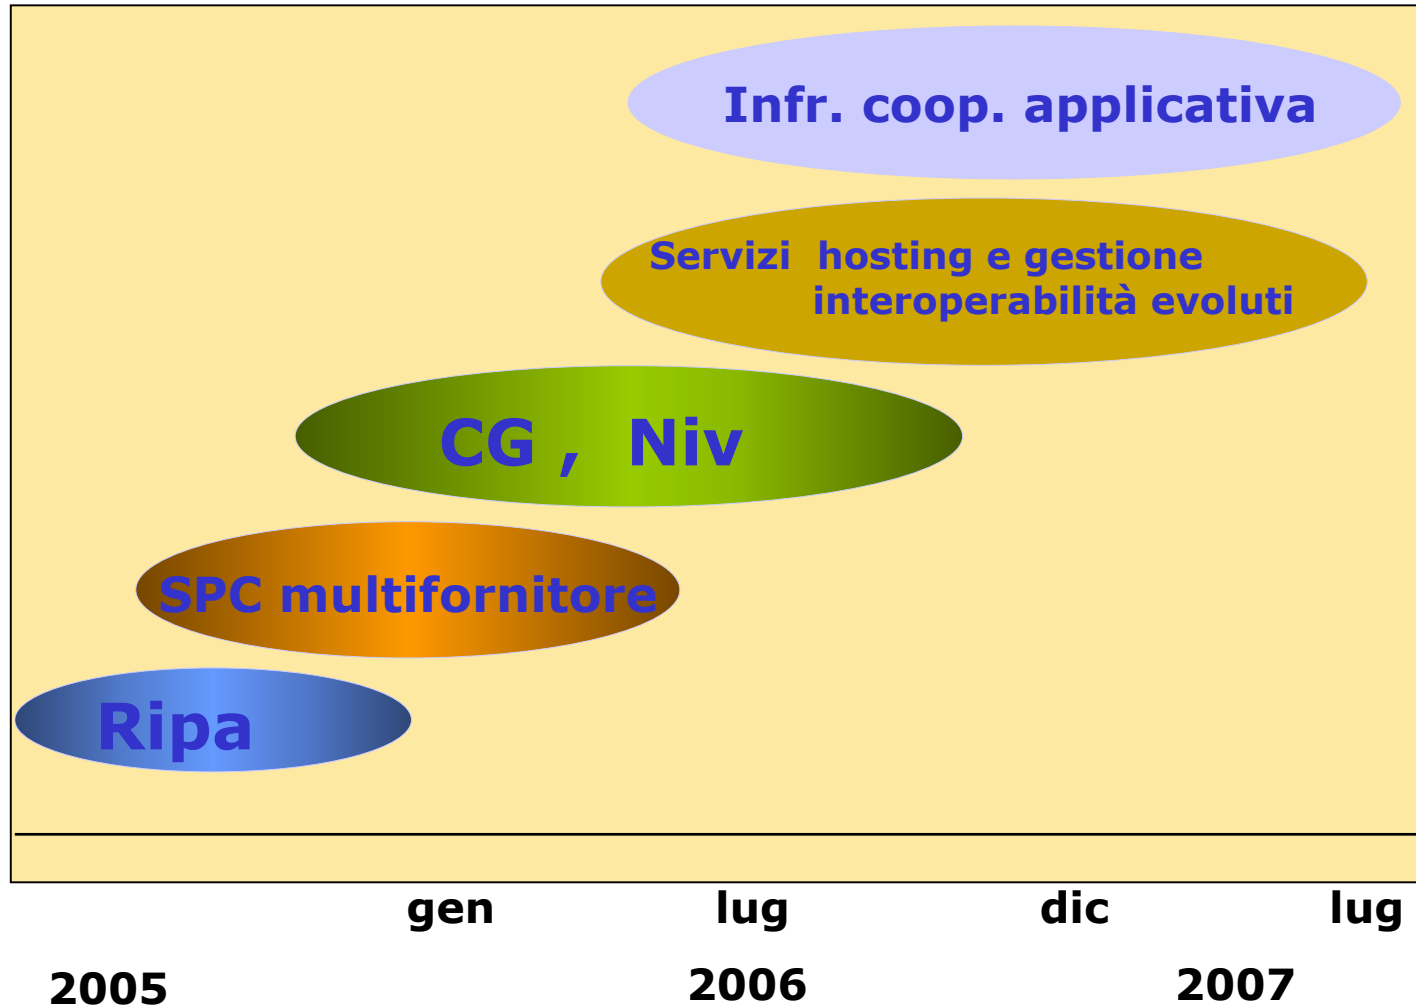 Infr. coop. applicativa
Servizi hosting e gestione
interoperabilità evoluti
CG , Niv
SPC multifornitore
Ripa
gen lug dic lug
2005 2006 2007